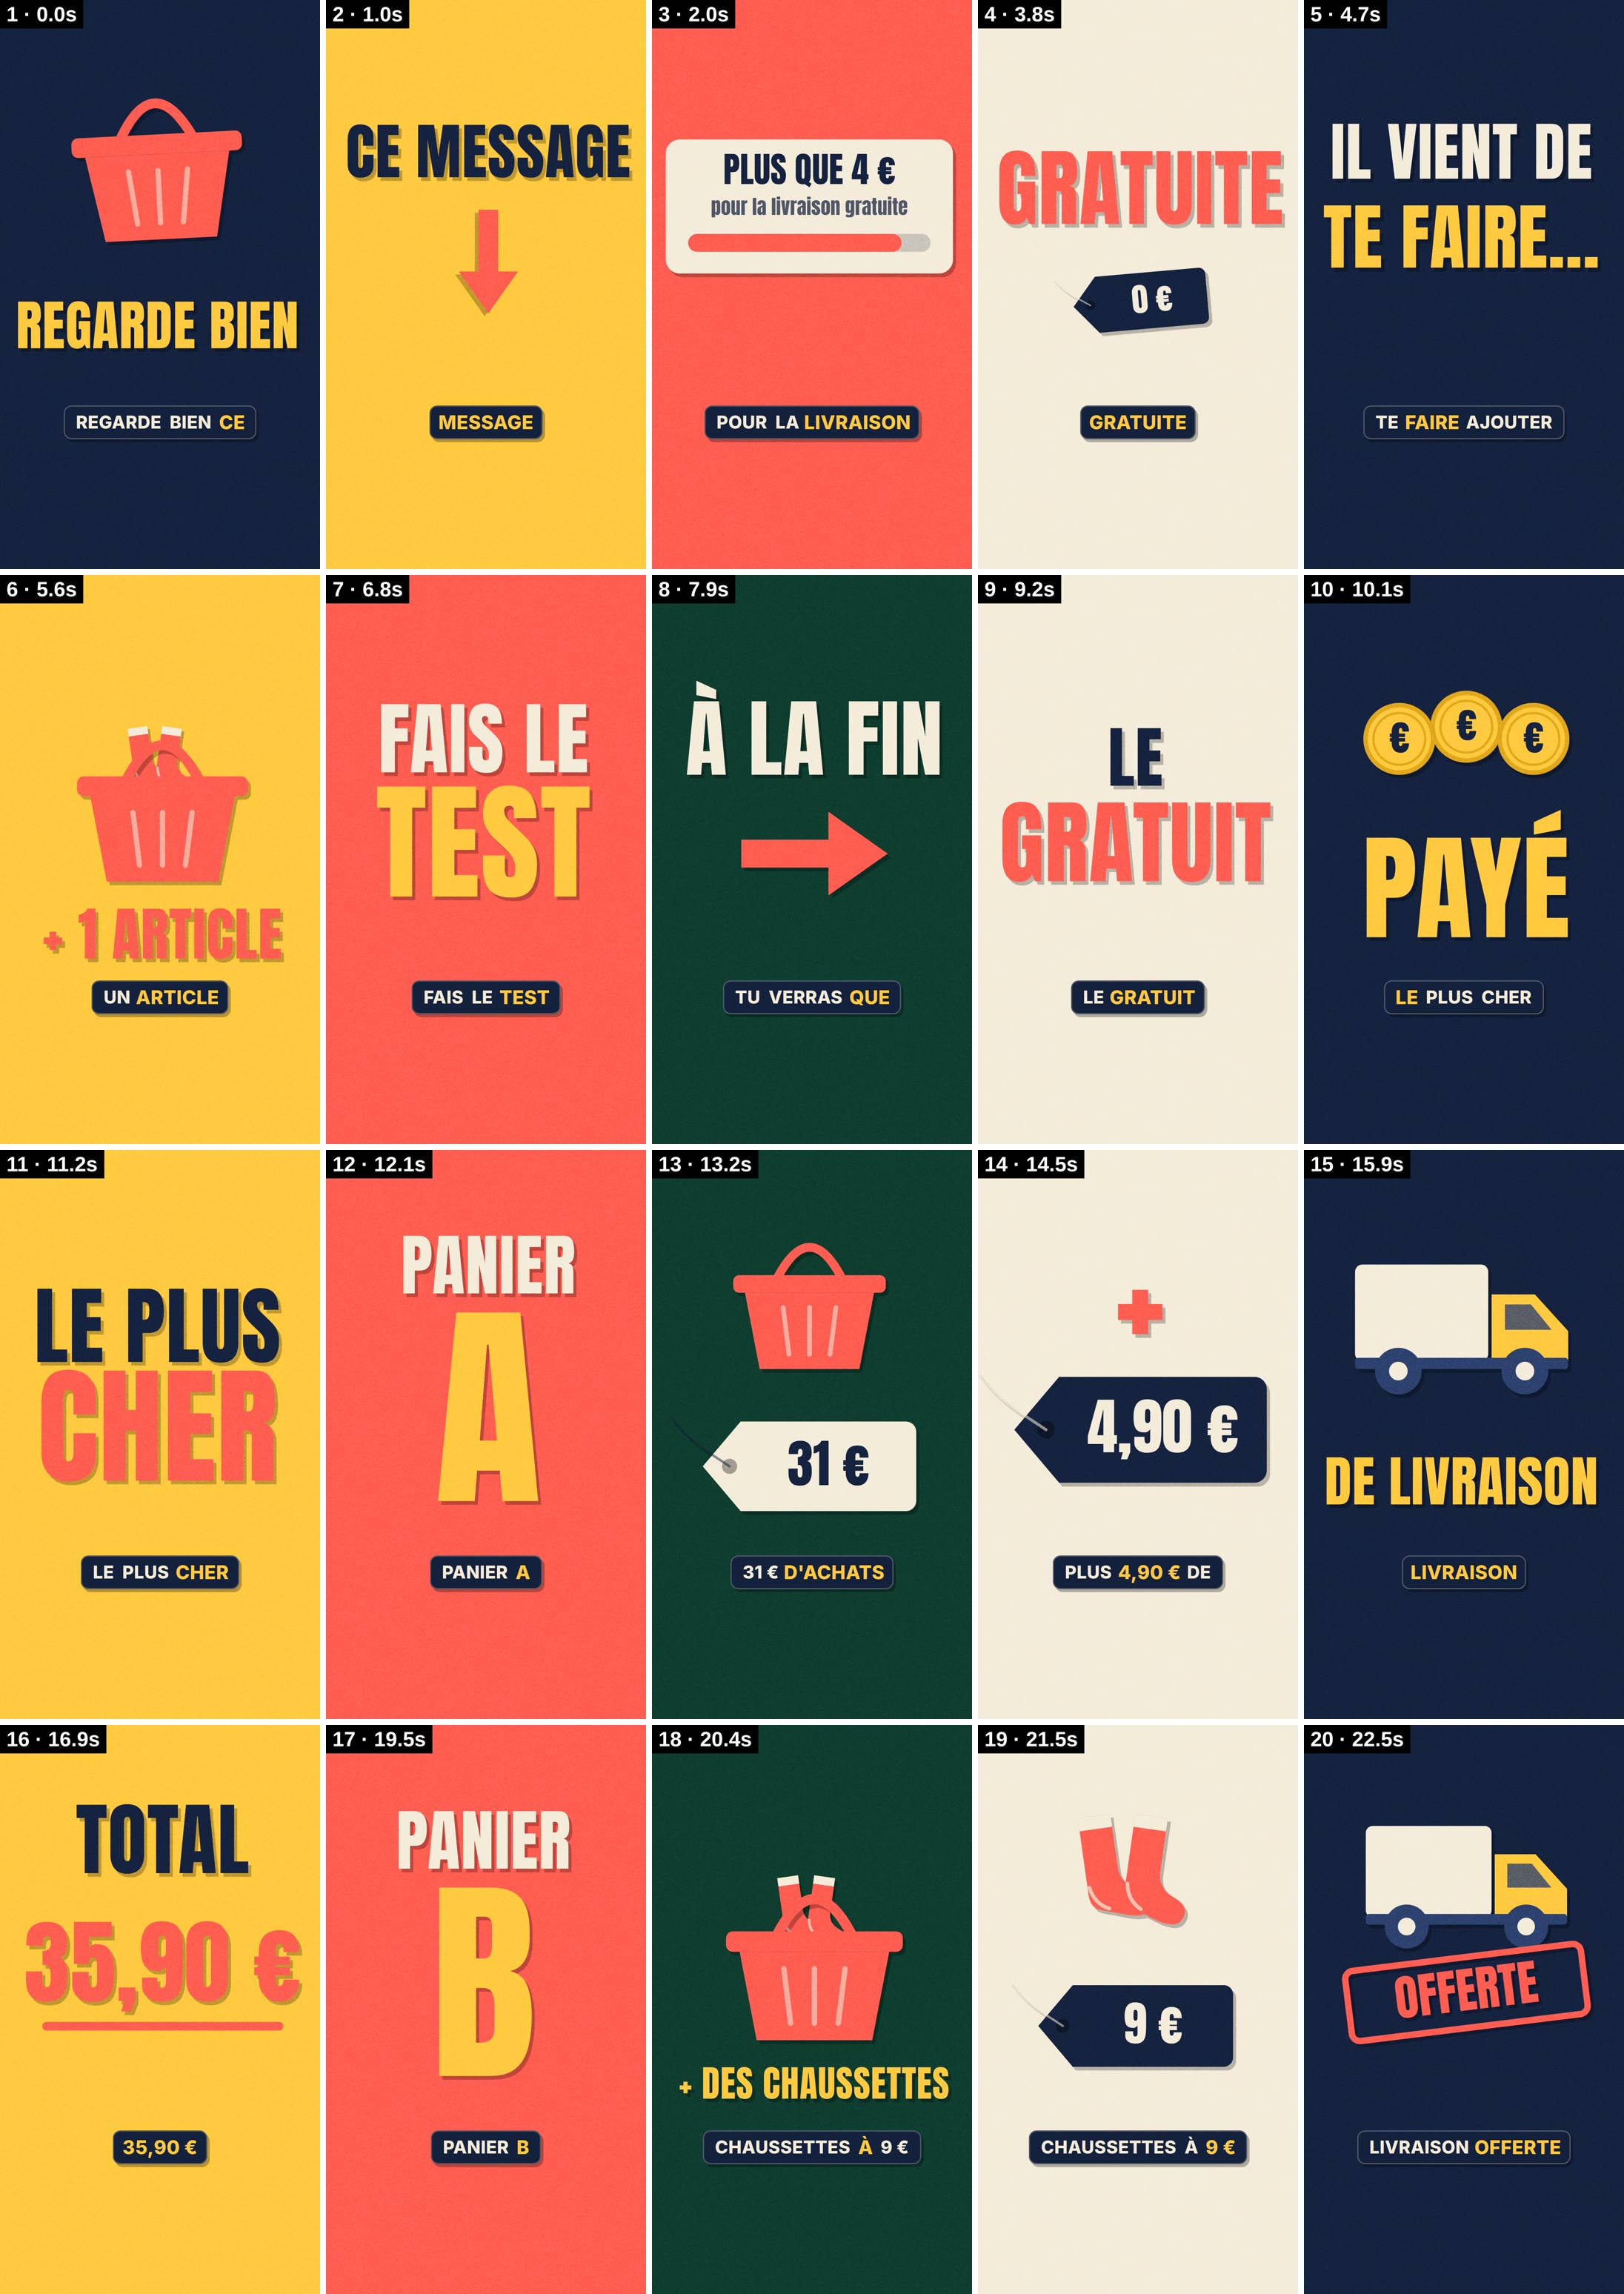 1 · 0.0s
REGARDE BIEN
REGARDE BIEN CE
2 · 1.0s
CE MESSAGE
MESSAGE
3 · 2.0s
PLUS QUE 4 €
pour la livraison gratuite
POUR LA LIVRAISON
4 · 3.8s
GRATUITE
0 €
GRATUITE
5 · 4.7s
IL VIENT DE
TE FAIRE...
TE FAIRE AJOUTER
6 · 5.6s
+ 1 ARTICLE
UN ARTICLE
7 · 6.8s
FAIS LE
TEST
FAIS LE TEST
8 · 7.9s
À LA FIN
TU VERRAS QUE
9 · 9.2s
LE
GRATUIT
LE GRATUIT
10 · 10.1s
€ € €
PAYÉ
LE PLUS CHER
11 · 11.2s
LE PLUS
CHER
LE PLUS CHER
12 · 12.1s
PANIER
A
PANIER A
13 · 13.2s
31 €
31 € D'ACHATS
14 · 14.5s
+
4,90 €
PLUS 4,90 € DE
15 · 15.9s
DE LIVRAISON
LIVRAISON
16 · 16.9s
TOTAL
35,90 €
35,90 €
17 · 19.5s
PANIER
B
PANIER B
18 · 20.4s
+ DES CHAUSSETTES
CHAUSSETTES À 9 €
19 · 21.5s
9 €
CHAUSSETTES À 9 €
20 · 22.5s
OFFERTE
LIVRAISON OFFERTE